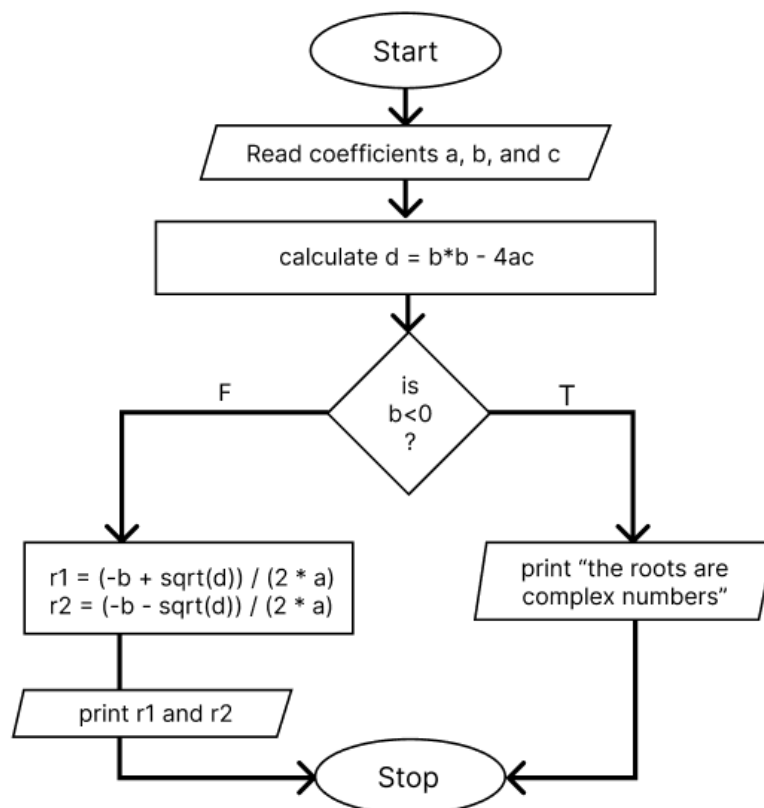 Start
Read coefficients a, b, and c
calculate d = b*b - 4ac
is
b<0
?
F
T
r1 = (-b + sqrt(d)) / (2 * a)
r2 = (-b - sqrt(d)) / (2 * a)
print “the roots are
complex numbers”
print r1 and r2
Stop